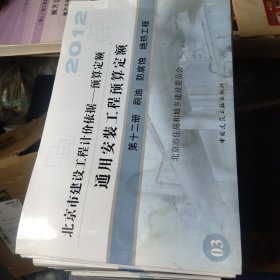 2012
北京市建设工程计价依据——预算定额
通用安装工程预算定额
第十二册 刷油 防腐蚀 绝热工程
北京市住房和城乡建设委员会
中国建筑工业出版社
03